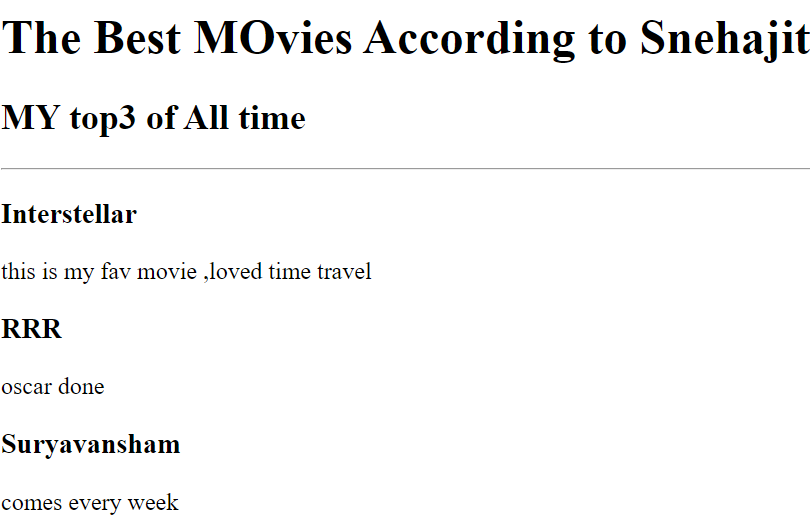 The Best MOvies According to Snehajit
MY top3 of All time
Interstellar
this is my fav movie ,loved time travel
RRR
oscar done
Suryavansham
comes every week